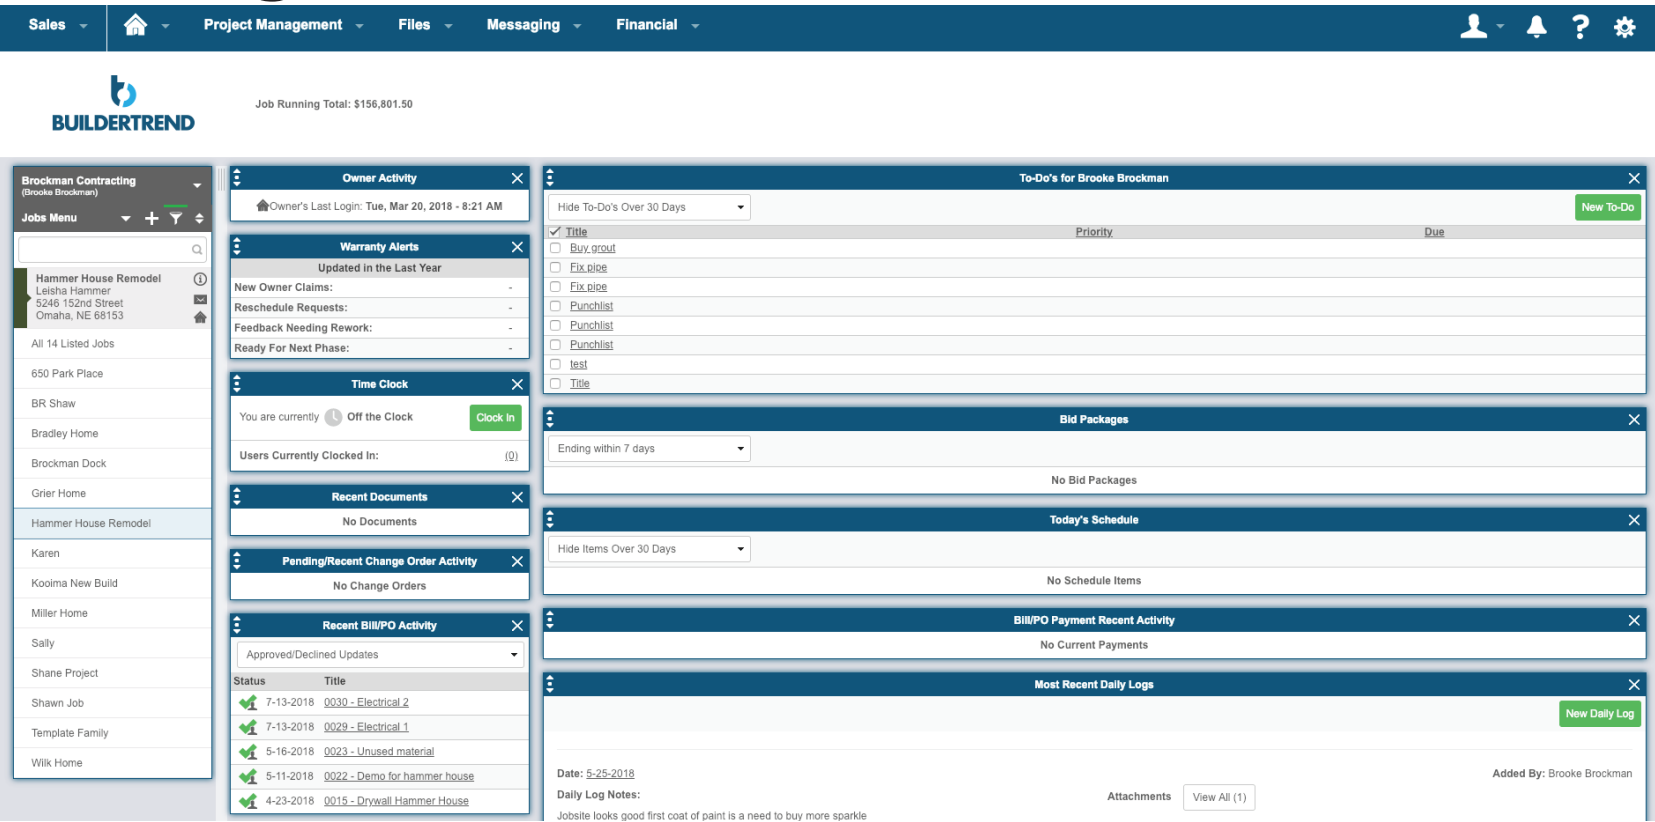 Sales
Project Management
Files
Messaging
Financial
BUILDERTREND
Job Running Total: $156,801.50
Brockman Contracting
(Brooke Brockman)
Jobs Menu
Hammer House Remodel
Leisha Hammer
5246 152nd Street
Omaha, NE 68153
All 14 Listed Jobs
650 Park Place
BR Shaw
Bradley Home
Brockman Dock
Grier Home
Hammer House Remodel
Karen
Kooima New Build
Miller Home
Sally
Shane Project
Shawn Job
Template Family
Wilk Home
Owner Activity
Owner's Last Login: Tue, Mar 20, 2018 - 8:21 AM
Warranty Alerts
Updated in the Last Year
New Owner Claims: -
Reschedule Requests: -
Feedback Needing Rework: -
Ready For Next Phase: -
Time Clock
You are currently Off the Clock Clock In
Users Currently Clocked In: (0)
Recent Documents
No Documents
Pending/Recent Change Order Activity
No Change Orders
Recent Bill/PO Activity
Approved/Declined Updates
Status Title
7-13-2018 0030 - Electrical 2
7-13-2018 0029 - Electrical 1
5-16-2018 0023 - Unused material
5-11-2018 0022 - Demo for hammer house
4-23-2018 0015 - Drywall Hammer House
To-Do's for Brooke Brockman
Hide To-Do's Over 30 Days New To-Do
Title Priority Due
Buy grout
Fix pipe
Fix pipe
Punchlist
Punchlist
Punchlist
test
Title
Bid Packages
Ending within 7 days
No Bid Packages
Today's Schedule
Hide Items Over 30 Days
No Schedule Items
Bill/PO Payment Recent Activity
No Current Payments
Most Recent Daily Logs
New Daily Log
Date: 5-25-2018 Added By: Brooke Brockman
Daily Log Notes:
Attachments View All (1)
Jobsite looks good first coat of paint is a need to buy more sparkle